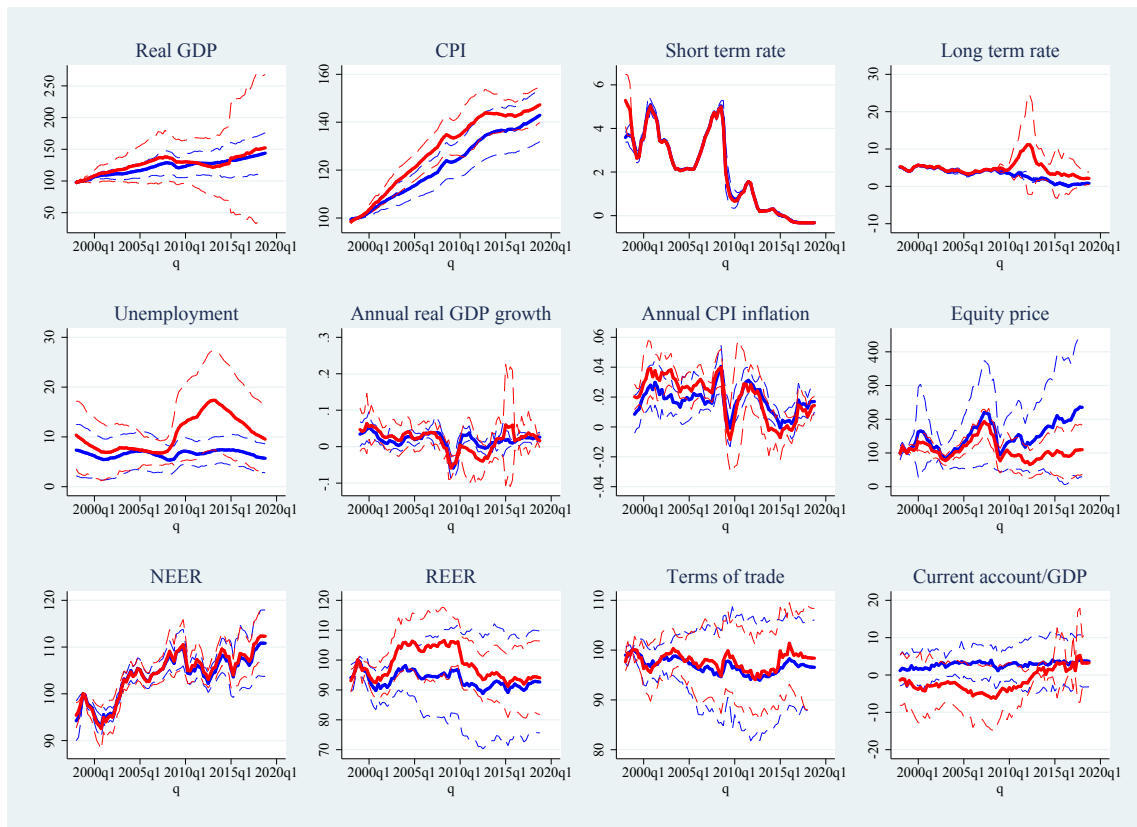 Real GDP
CPI
Short term rate
Long term rate
50 100 150 200 250
2000q1 2005q1 2010q1 2015q1 2020q1
q
100 120 140 160
2000q1 2005q1 2010q1 2015q1 2020q1
q
0 2 4 6
2000q1 2005q1 2010q1 2015q1 2020q1
q
-10 0 10 20 30
2000q1 2005q1 2010q1 2015q1 2020q1
q
Unemployment
Annual real GDP growth
Annual CPI inflation
Equity price
0 10 20 30
2000q1 2005q1 2010q1 2015q1 2020q1
q
-.1 0 .1 .2 .3
2000q1 2005q1 2010q1 2015q1 2020q1
q
-.04 -.02 0 .02 .04 .06
2000q1 2005q1 2010q1 2015q1 2020q1
q
0 100 200 300 400
2000q1 2005q1 2010q1 2015q1 2020q1
q
NEER
REER
Terms of trade
Current account/GDP
90 100 110 120
2000q1 2005q1 2010q1 2015q1 2020q1
q
70 80 90 100 110 120
2000q1 2005q1 2010q1 2015q1 2020q1
q
80 90 100 110
2000q1 2005q1 2010q1 2015q1 2020q1
q
-20 -10 0 10 20
2000q1 2005q1 2010q1 2015q1 2020q1
q